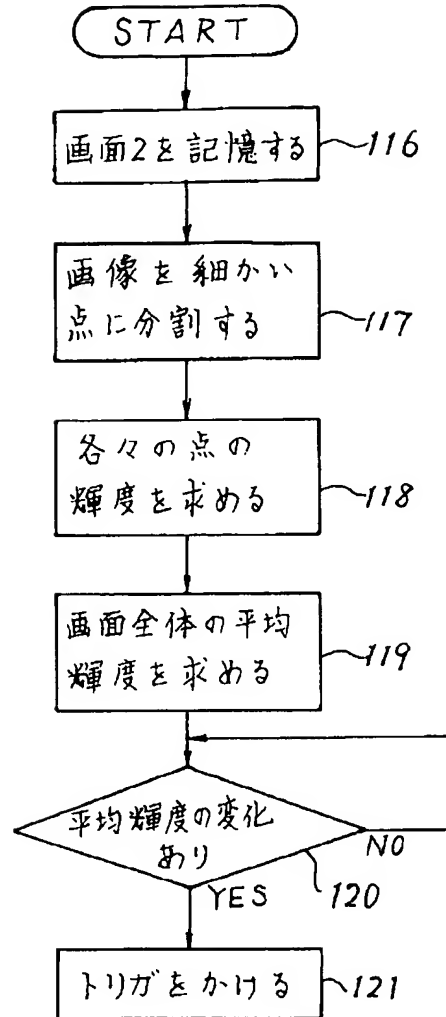 START
画面2を記憶する
116
画像を細かい
点に分割する
117
各々の点の
輝度を求める
118
画面全体の平均
輝度を求める
119
平均輝度の変化
あり
NO
YES
120
トリガをかける
121